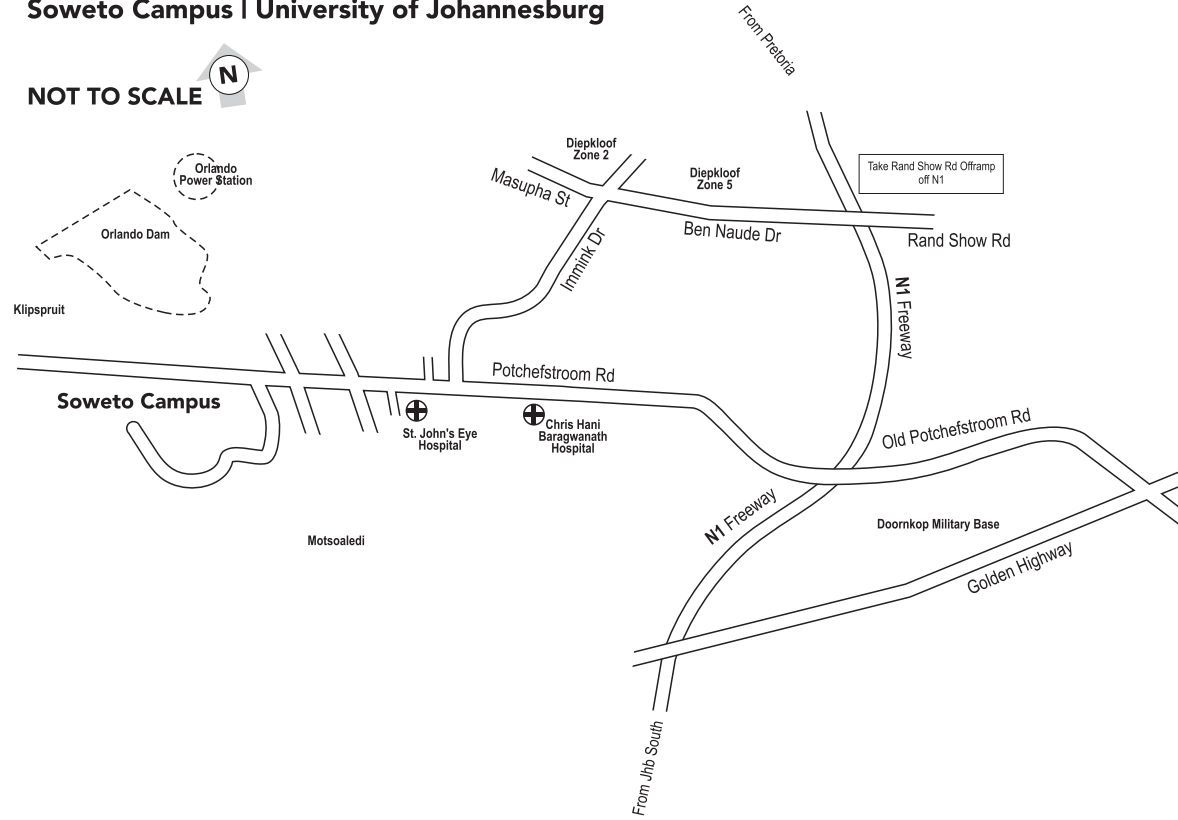 Soweto Campus | University of Johannesburg
From Pretoria
N
NOT TO SCALE
Diepkloof
Zone 2
Take Rand Show Rd Offramp
off N1
Orlando
Power Station
Diepkloof
Zone 5
Masupha St
Orlando Dam
Ben Naude Dr
Rand Show Rd
Immink Dr
N1 Freeway
Klipspruit
Potchefstroom Rd
Soweto Campus
St. John's Eye
Hospital
Chris Hani
Baragwanath
Hospital
Old Potchefstroom Rd
N1 Freeway
Doornkop Military Base
Motsoaledi
Golden Highway
From Jhb South